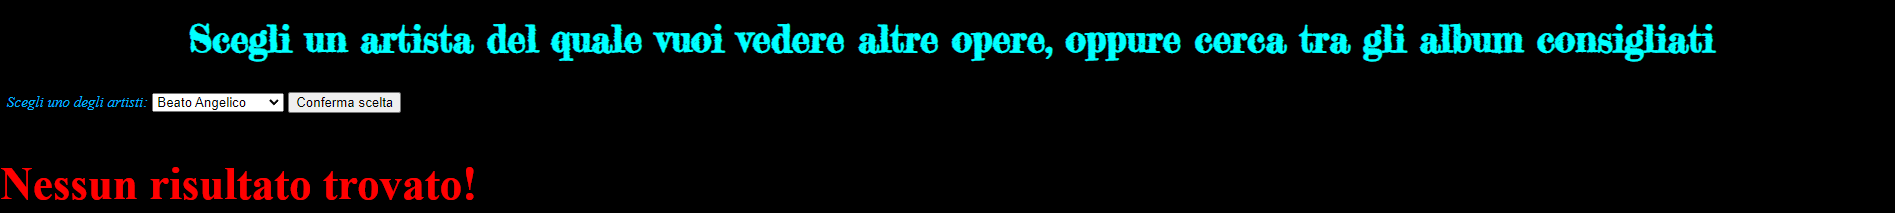 Scegli un artista del quale vuoi vedere altre opere, oppure cerca tra gli album consigliati
Scegli uno degli artisti: Beato Angelico Conferma scelta
Nessun risultato trovato!